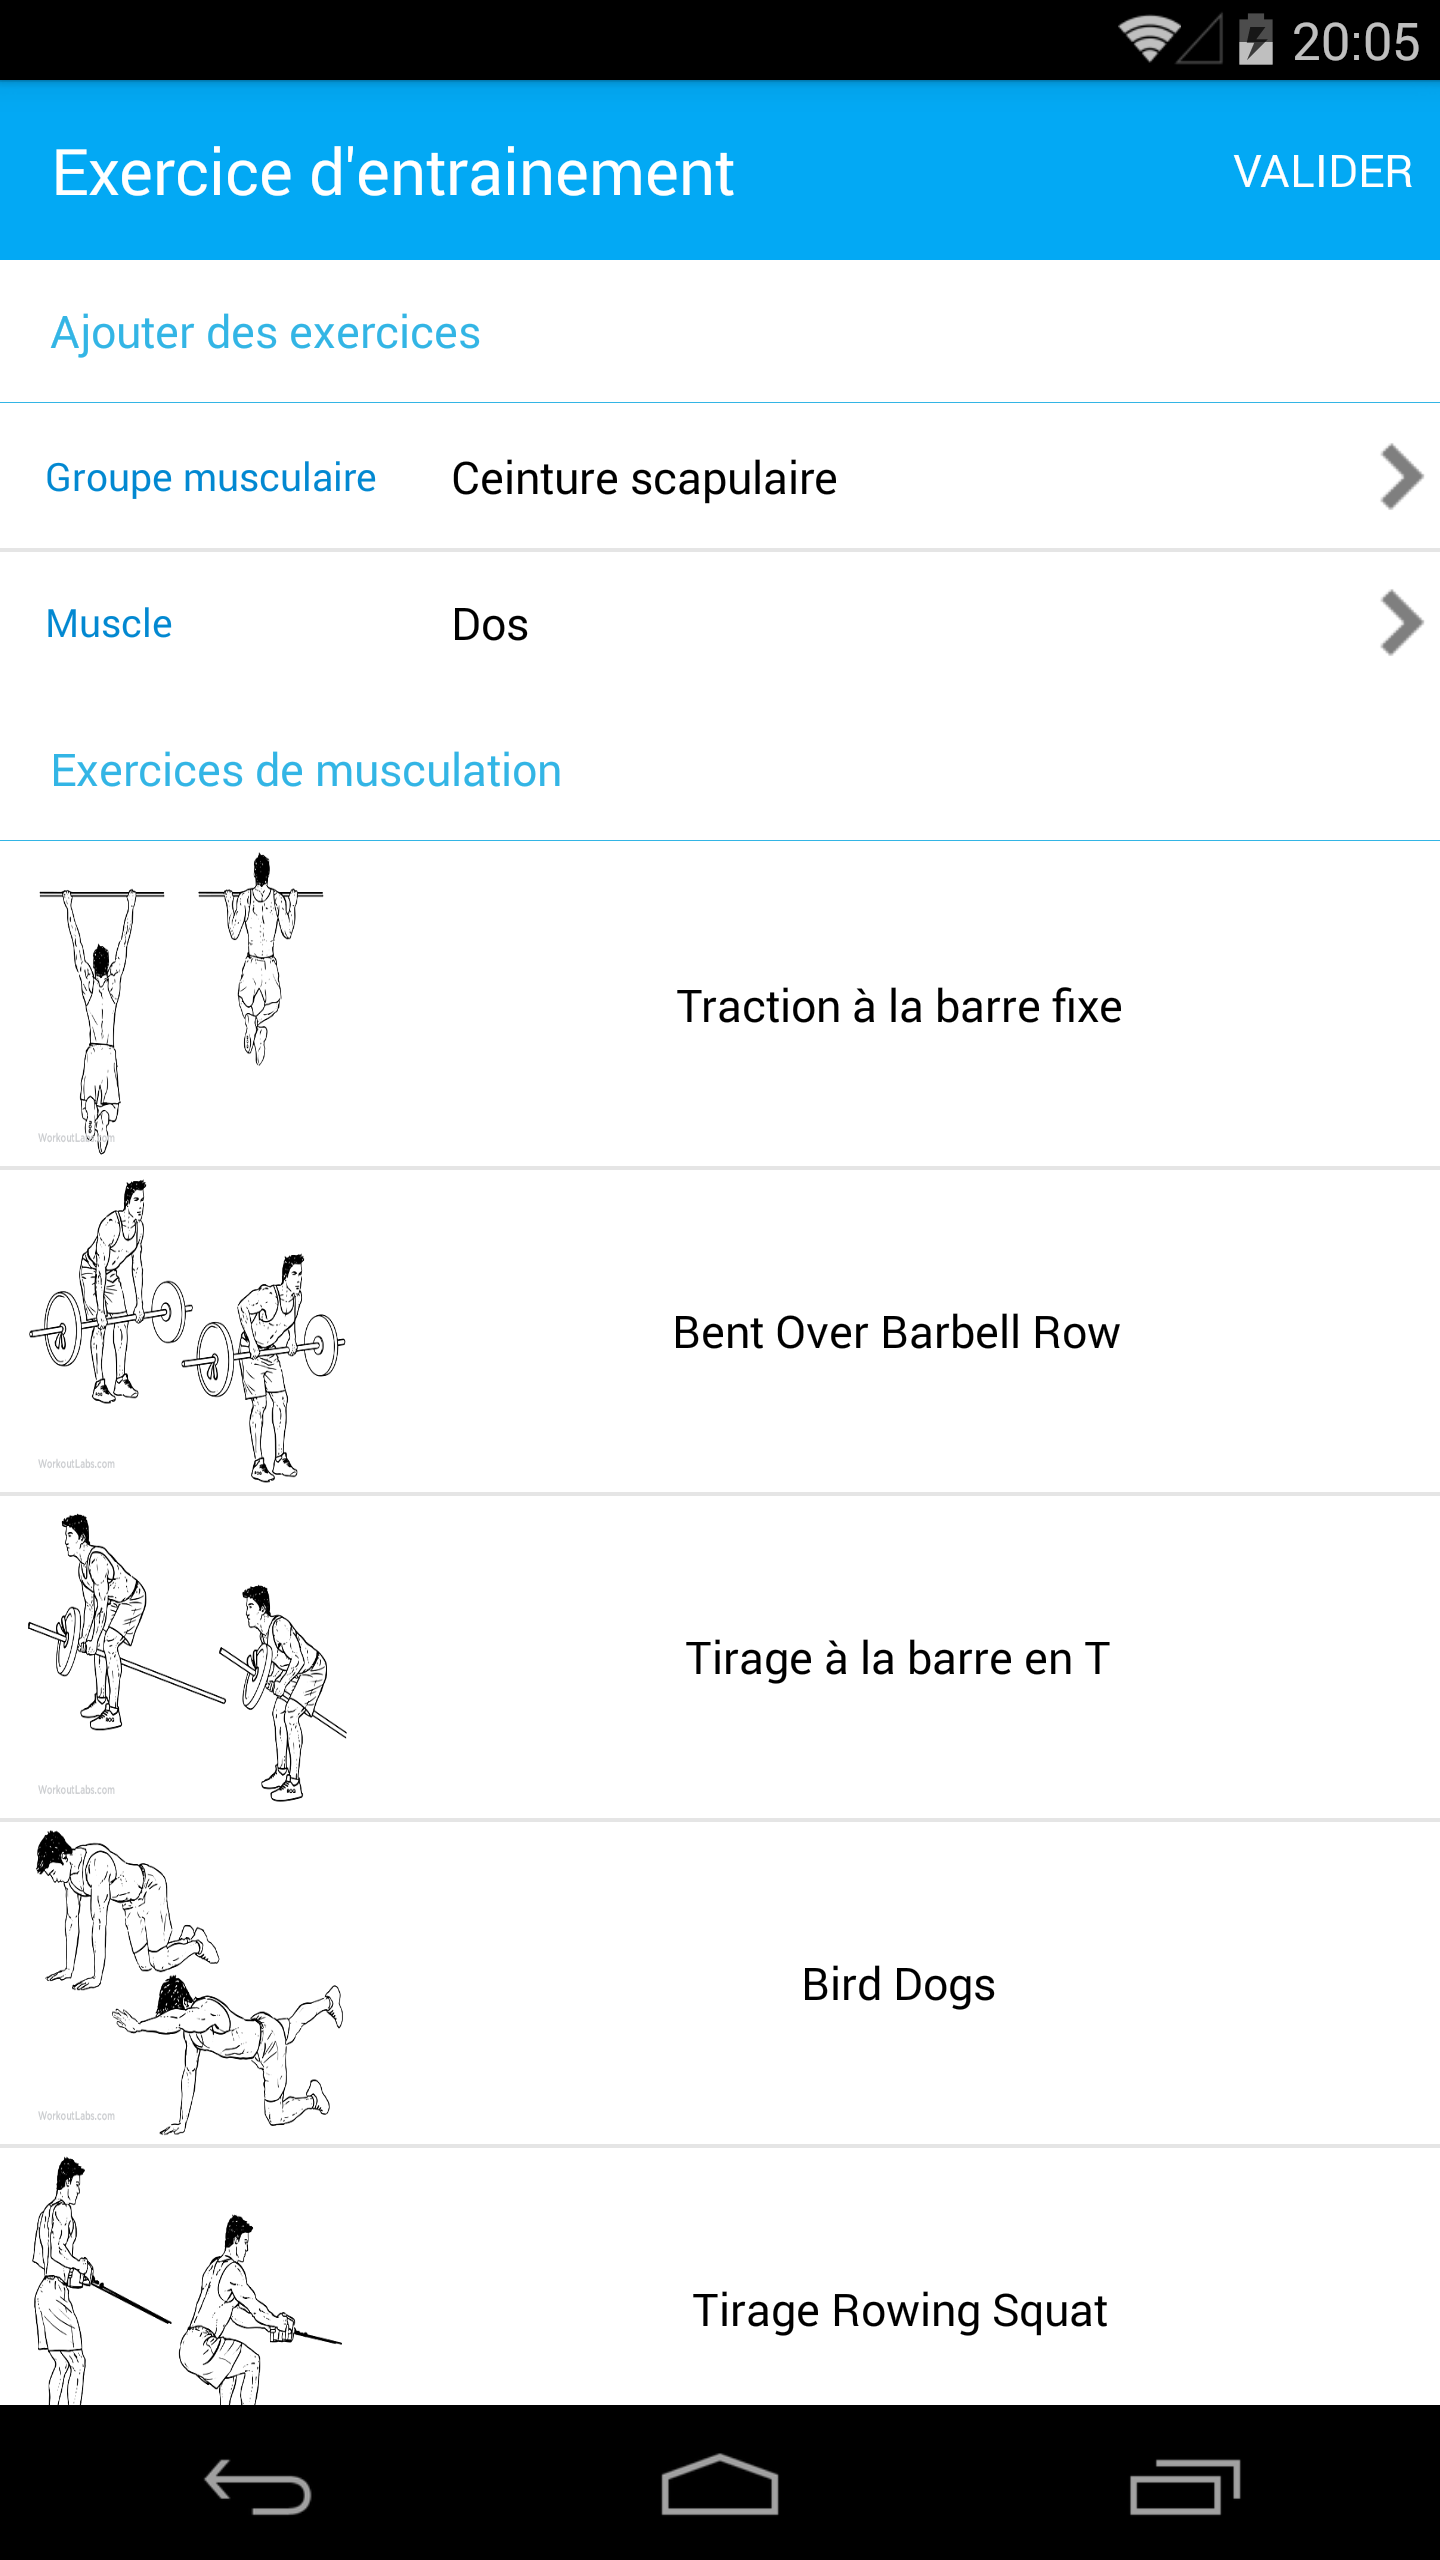 20:05
Exercice d'entrainement
VALIDER
Ajouter des exercices
Groupe musculaire
Ceinture scapulaire
Muscle
Dos
Exercices de musculation
Traction à la barre fixe
WorkoutLabs.com
Bent Over Barbell Row
WorkoutLabs.com
Tirage à la barre en T
WorkoutLabs.com
Bird Dogs
WorkoutLabs.com
Tirage Rowing Squat